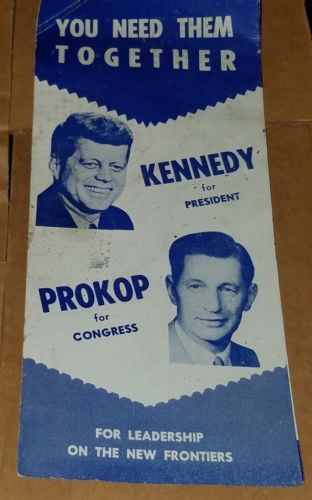 YOU NEED THEM
TOGETHER
KENNEDY
for
PRESIDENT
PROKOP
for
CONGRESS
FOR LEADERSHIP
ON THE NEW FRONTIERS